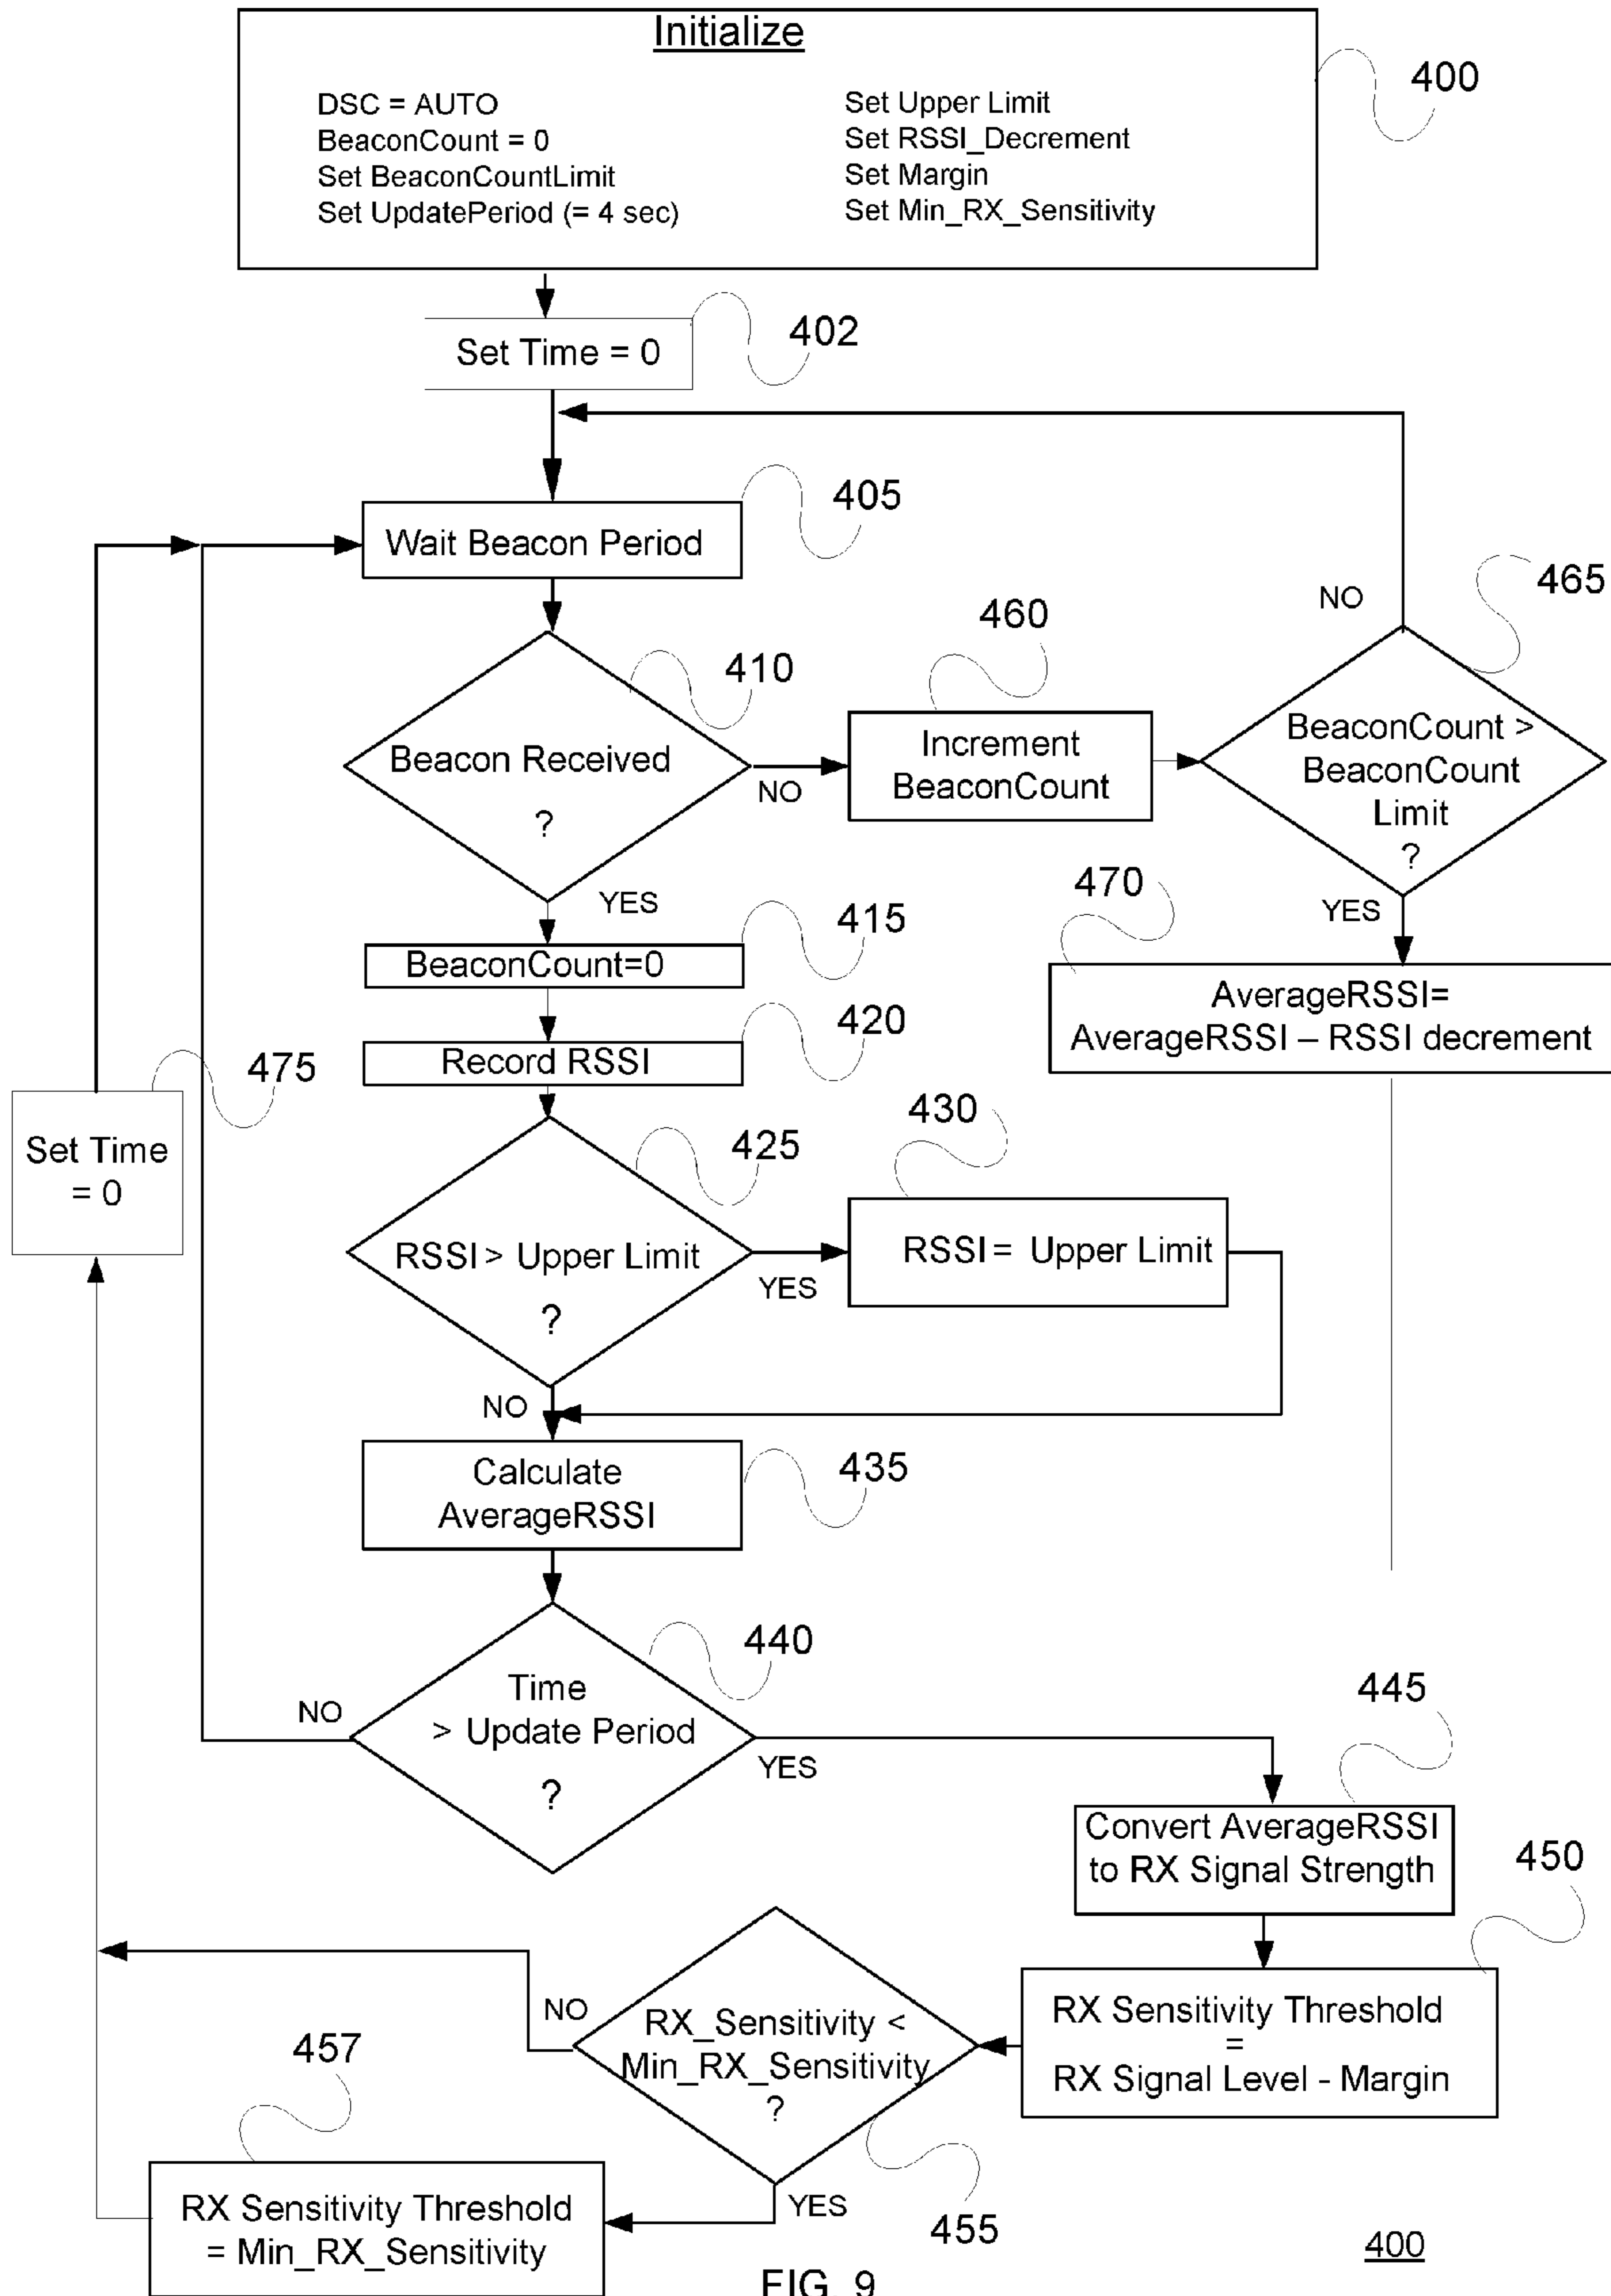 Initialize
DSC = AUTO
BeaconCount = 0
Set BeaconCountLimit
Set UpdatePeriod (= 4 sec)
Set Upper Limit
Set RSSI_Decrement
Set Margin
Set Min_RX_Sensitivity
400
Set Time = 0
402
Wait Beacon Period
405
Beacon Received
?
410
NO
YES
Increment
BeaconCount
460
BeaconCount >
BeaconCount
Limit
?
465
NO
YES
BeaconCount=0
415
470
AverageRSSI=
AverageRSSI – RSSI decrement
Record RSSI
420
475
Set Time
= 0
RSSI > Upper Limit
?
425
YES
NO
430
RSSI = Upper Limit
Calculate
AverageRSSI
435
Time
> Update Period
?
440
NO
YES
445
Convert AverageRSSI
to RX Signal Strength
450
RX Sensitivity Threshold
=
RX Signal Level - Margin
RX_Sensitivity <
Min_RX_Sensitivity
?
NO
YES
455
457
RX Sensitivity Threshold
= Min_RX_Sensitivity
400
FIG. 9